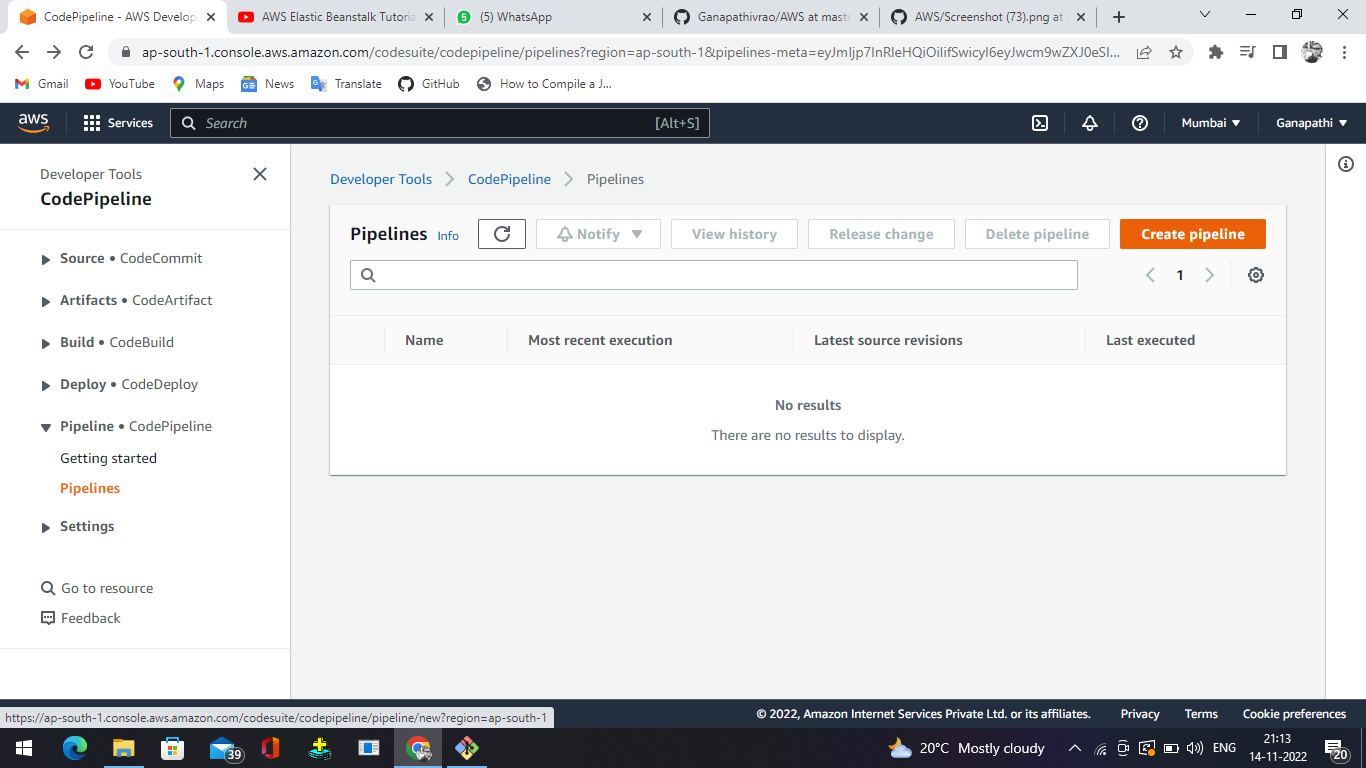 CodePipeline - AWS Develop
AWS Elastic Beanstalk Tutoria
(5) WhatsApp
Ganapathivrao/AWS at maste
AWS/Screenshot (73).png at
ap-south-1.console.aws.amazon.com/codesuite/codepipeline/pipelines?region=ap-south-1&pipelines-meta=
Gmail YouTube Maps News Translate GitHub How to Compile a J...
aws Services Search [Alt+S] Mumbai Ganapathi
Developer Tools
CodePipeline
Source • CodeCommit
Artifacts • CodeArtifact
Build • CodeBuild
Deploy • CodeDeploy
Pipeline • CodePipeline
Getting started
Pipelines
Settings
Go to resource
Feedback
Developer Tools CodePipeline Pipelines
Pipelines Info Notify View history Release change Delete pipeline Create pipeline
1
Name Most recent execution Latest source revisions Last executed
No results
There are no results to display.
https://ap-south-1.console.aws.amazon.com/codesuite/codepipeline/pipeline/new?region=ap-south-1
© 2022, Amazon Internet Services Private Ltd. or its affiliates. Privacy Terms Cookie preferences
39 20°C Mostly cloudy ENG 21:13
14-11-2022 20